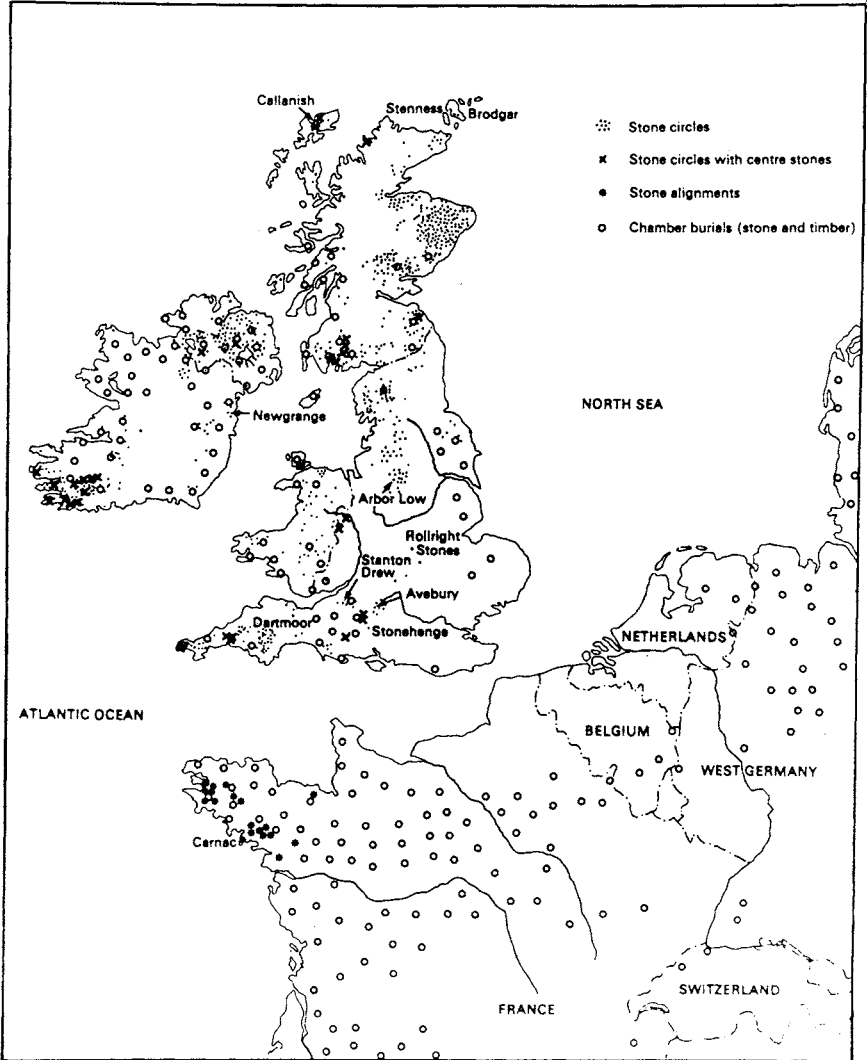 Callanish
Stenness
Brodgar
Stone circles
Stone circles with centre stones
Stone alignments
Chamber burials (stone and timber)
NORTH SEA
Newgrange
Arbor Low
Rollright
Stones
Stanton
Drew
Avebury
Dartmoor
Stonehenge
NETHERLANDS
ATLANTIC OCEAN
BELGIUM
WEST GERMANY
Carnac
SWITZERLAND
FRANCE